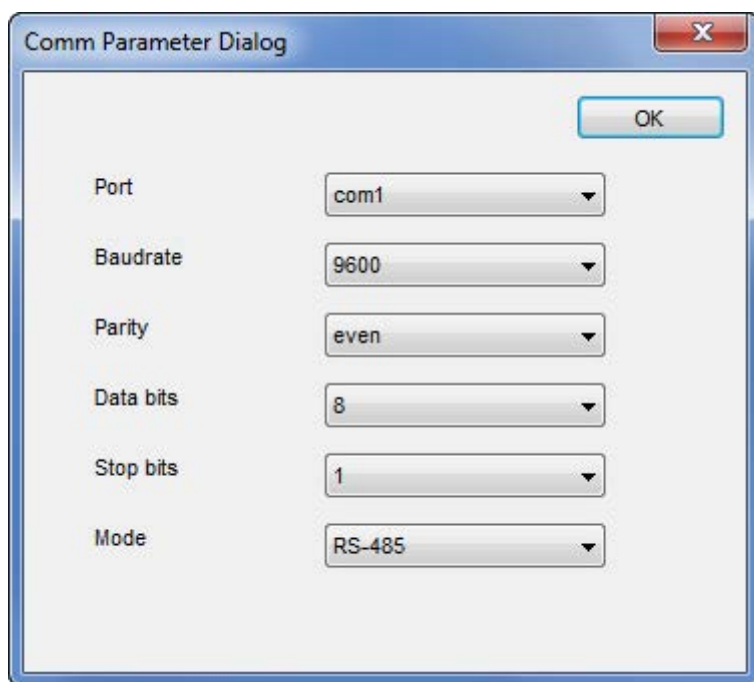 Comm Parameter Dialog
OK
Port com1
Baudrate 9600
Parity even
Data bits 8
Stop bits 1
Mode RS-485